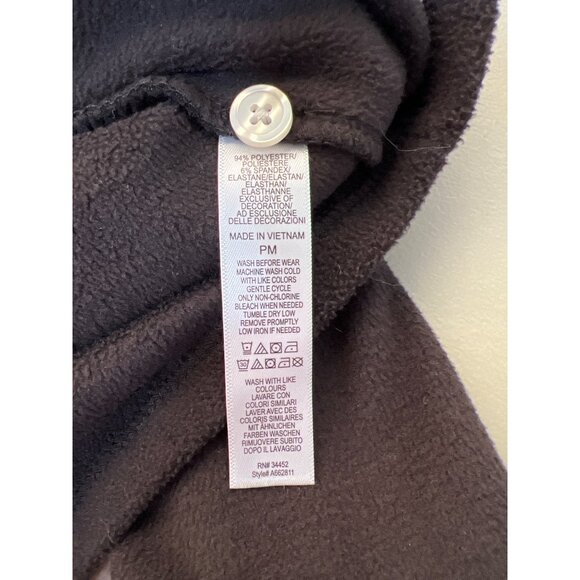 94% POLYESTER/
POLIESTERE
6% SPANDEX/
ELASTANE/ELASTAN/
ELASTHAN/
ELASTHANNE
EXCLUSIVE OF
DECORATION/
AD ESCLUSIONE
DELLE DECORAZIONI
MADE IN VIETNAM
PM
WASH BEFORE WEAR
MACHINE WASH COLD
WITH LIKE COLORS
GENTLE CYCLE
ONLY NON-CHLORINE
BLEACH WHEN NEEDED
TUMBLE DRY LOW
REMOVE PROMPTLY
LOW IRON IF NEEDED
30
WASH WITH LIKE
COLOURS
LAVARE CON
COLORI SIMILARI
LAVER AVEC DES
COLORIS SIMILAIRES
MIT ÄHNLICHEN
FARBEN WASCHEN
RIMUOVERE SUBITO
DOPO IL LAVAGGIO
RN# 34452
Style# A662811